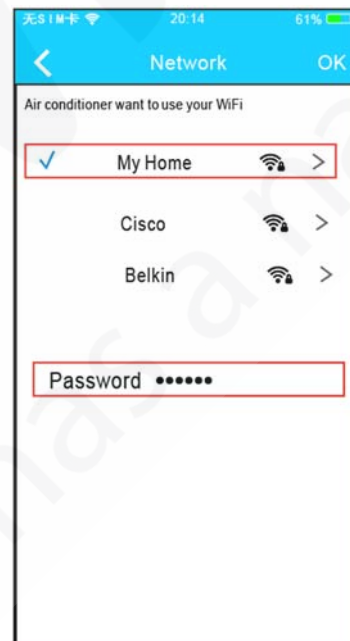 无SIM卡 20:14 61%
Network OK
Air conditioner want to use your WiFi
My Home
Cisco
Belkin
Password ••••••